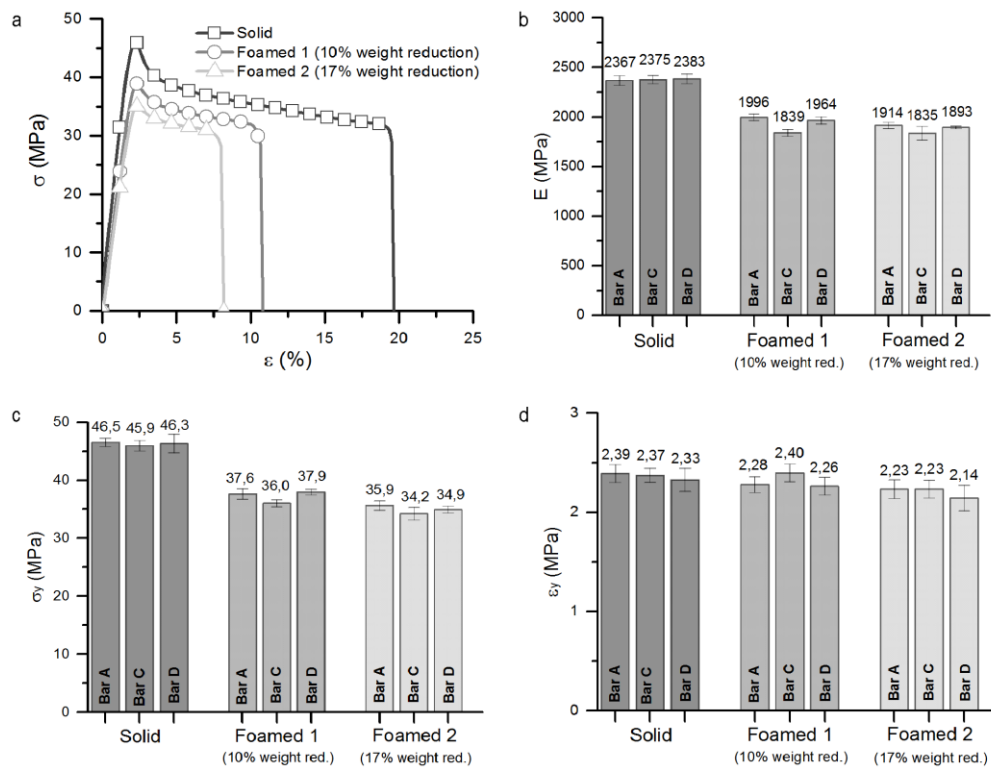 a
50
40
30
20
10
0
σ (MPa)
0 5 10 15 20 25
ε (%)
Solid
Foamed 1 (10% weight reduction)
Foamed 2 (17% weight reduction)
b
3000
2500
2000
1500
1000
500
0
E (MPa)
2367 2375 2383
1996 1839 1964
1914 1835 1893
Bar A Bar C Bar D
Bar A Bar C Bar D
Bar A Bar C Bar D
Solid Foamed 1 Foamed 2
(10% weight red.) (17% weight red.)
c
50
40
30
20
10
0
σy (MPa)
46,5 45,9 46,3
37,6 36,0 37,9
35,9 34,2 34,9
Bar A Bar C Bar D
Bar A Bar C Bar D
Bar A Bar C Bar D
Solid Foamed 1 Foamed 2
(10% weight red.) (17% weight red.)
d
3
2
1
0
εy (MPa)
2,39 2,37 2,33
2,28 2,40 2,26
2,23 2,23 2,14
Bar A Bar C Bar D
Bar A Bar C Bar D
Bar A Bar C Bar D
Solid Foamed 1 Foamed 2
(10% weight red.) (17% weight red.)